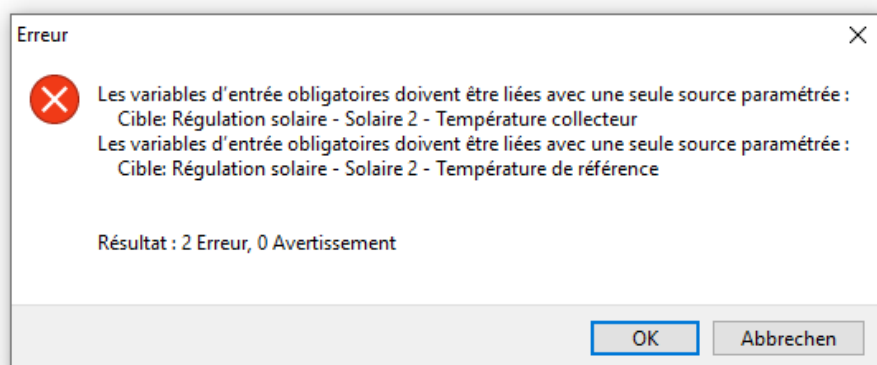 Erreur
Les variables d'entrée obligatoires doivent être liées avec une seule source paramétrée :
Cible: Régulation solaire - Solaire 2 - Température collecteur
Les variables d'entrée obligatoires doivent être liées avec une seule source paramétrée :
Cible: Régulation solaire - Solaire 2 - Température de référence
Résultat : 2 Erreur, 0 Avertissement
OK
Abbrechen